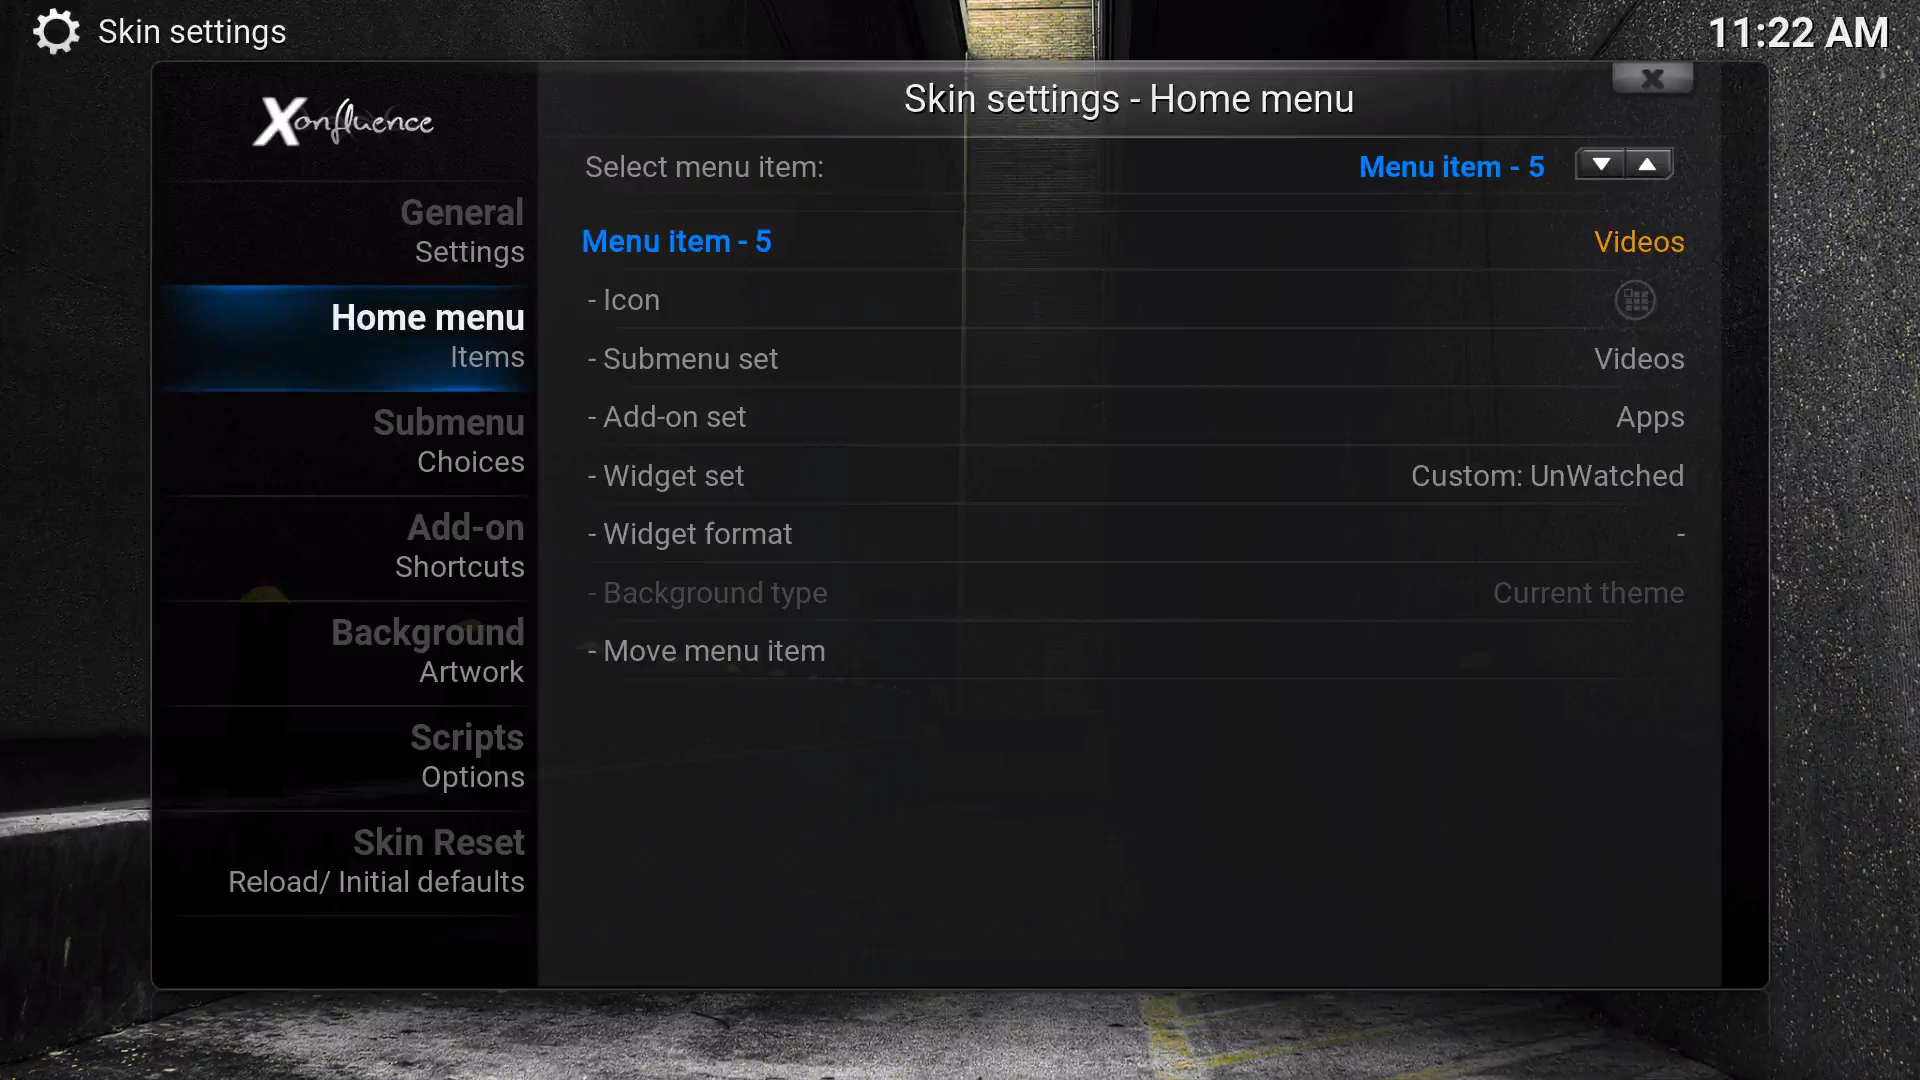 Skin settings
11:22 AM
Xonfluence
Skin settings - Home menu
Select menu item:
Menu item - 5
General
Settings
Home menu
Items
Submenu
Choices
Add-on
Shortcuts
Background
Artwork
Scripts
Options
Skin Reset
Reload/ Initial defaults
Menu item - 5
Videos
- Icon
- Submenu set
Videos
- Add-on set
Apps
- Widget set
Custom: UnWatched
- Widget format
-
- Background type
Current theme
- Move menu item